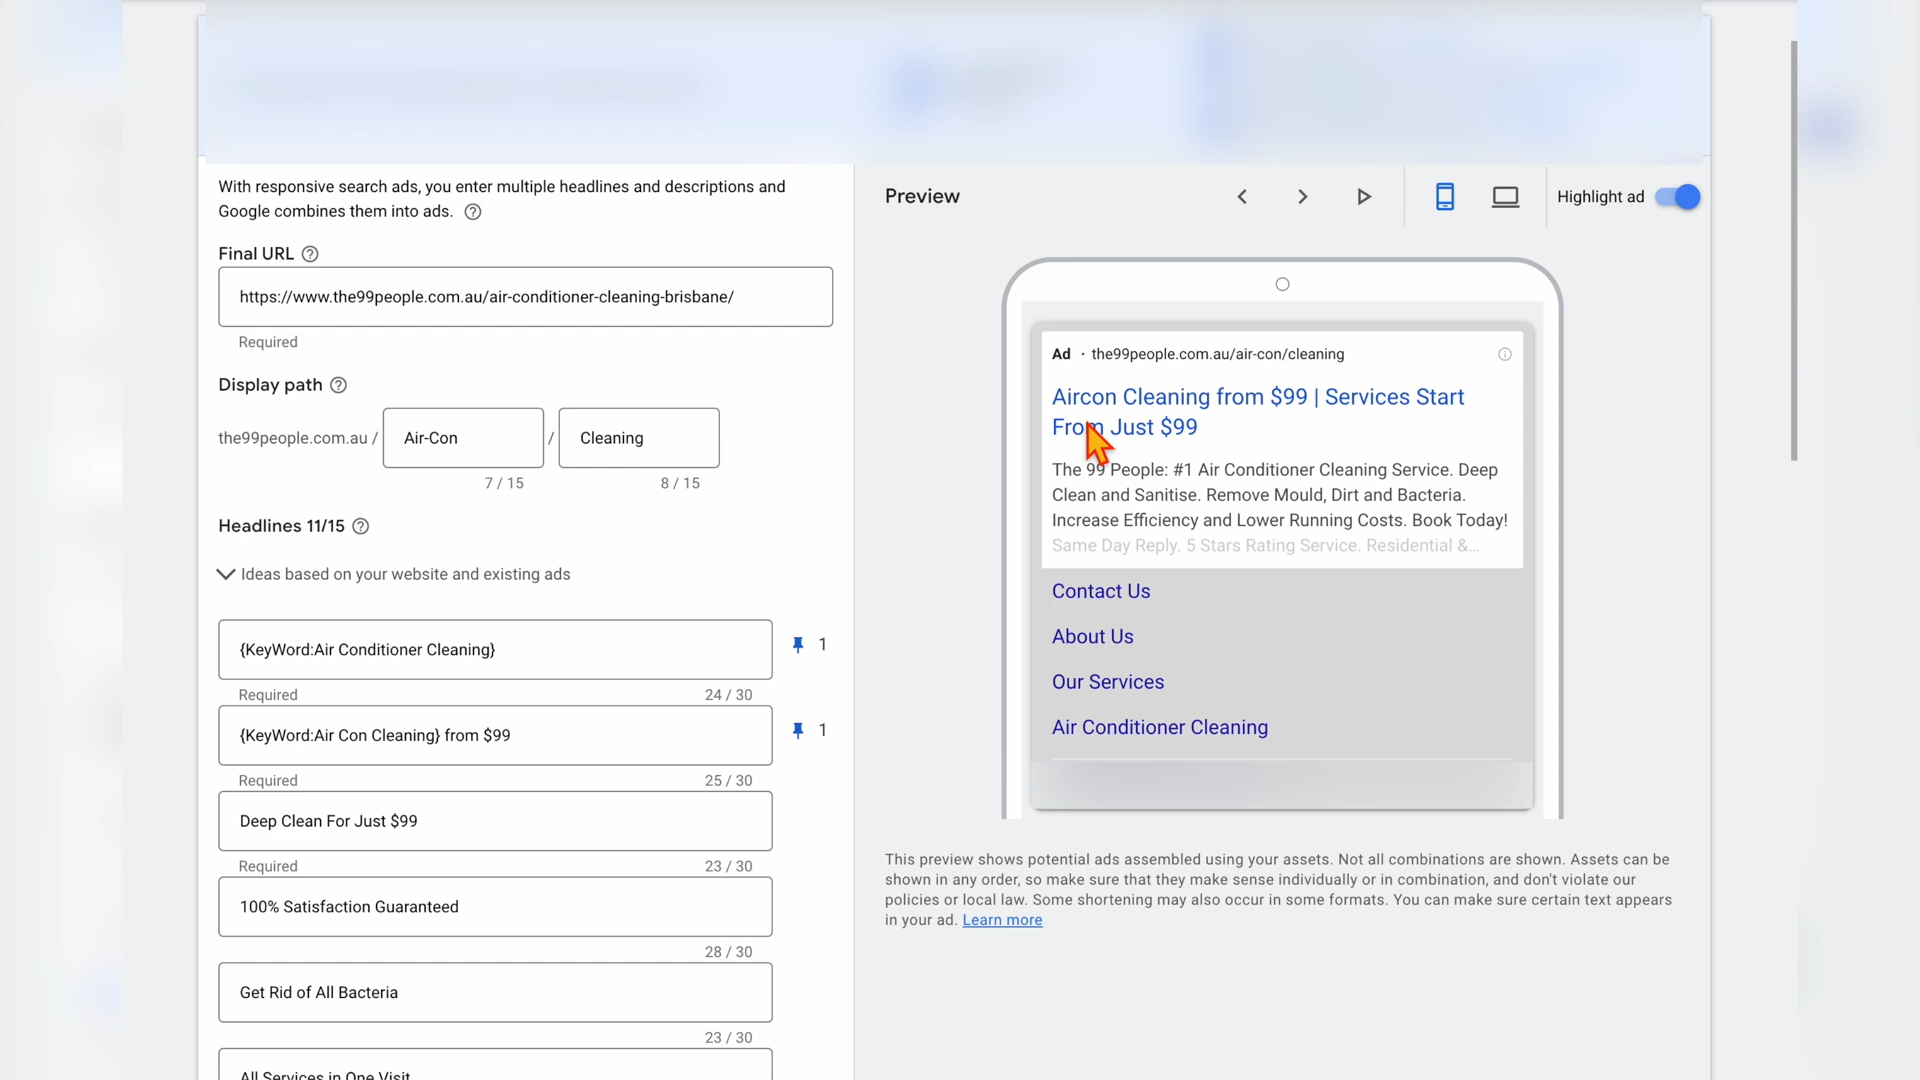 With responsive search ads, you enter multiple headlines and descriptions and
Google combines them into ads.
Final URL
https://www.the99people.com.au/air-conditioner-cleaning-brisbane/
Required
Display path
the99people.com.au / Air-Con / Cleaning
7 / 15 8 / 15
Headlines 11/15
Ideas based on your website and existing ads
{KeyWord:Air Conditioner Cleaning} 1
Required 24 / 30
{KeyWord:Air Con Cleaning} from $99 1
Required 25 / 30
Deep Clean For Just $99
Required 23 / 30
100% Satisfaction Guaranteed
28 / 30
Get Rid of All Bacteria
23 / 30
All Services in One Visit
Preview
Highlight ad
Ad · the99people.com.au/air-con/cleaning
Aircon Cleaning from $99 | Services Start
From Just $99
The 99 People: #1 Air Conditioner Cleaning Service. Deep
Clean and Sanitise. Remove Mould, Dirt and Bacteria.
Increase Efficiency and Lower Running Costs. Book Today!
Same Day Reply. 5 Stars Rating Service. Residential &...
Contact Us
About Us
Our Services
Air Conditioner Cleaning
This preview shows potential ads assembled using your assets. Not all combinations are shown. Assets can be
shown in any order, so make sure that they make sense individually or in combination, and don't violate our
policies or local law. Some shortening may also occur in some formats. You can make sure certain text appears
in your ad. Learn more